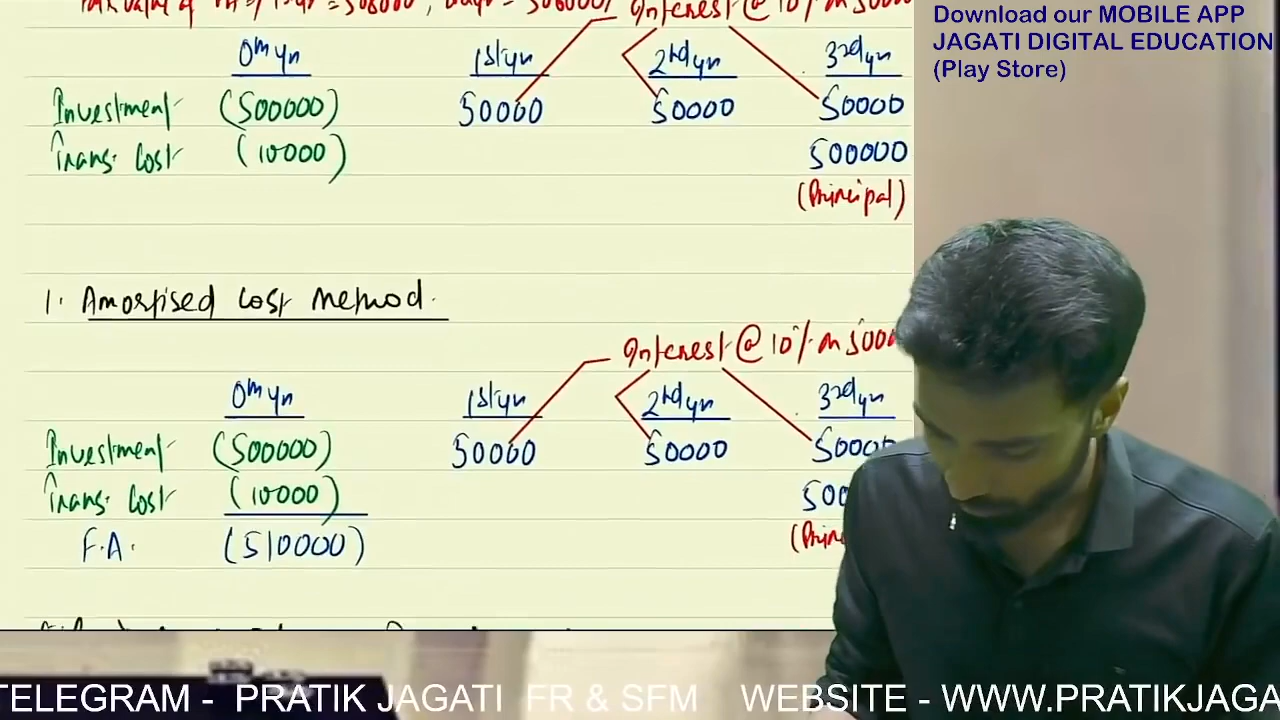 Download our MOBILE APP
JAGATI DIGITAL EDUCATION
(Play Store)
Interest @ 10% on
0th yr 1st yr 2nd yr 3rd yr
Investment (500000) 50000 50000 50000
Trans. Cost (10000) 500000
(Principal)
1. Amortised Cost Method.
Interest @ 10% on
0th yr 1st yr 2nd yr 3rd yr
Investment (500000) 50000 50000 50000
Trans. Cost (10000)
F.A. (510000)
TELEGRAM - PRATIK JAGATI FR & SFM WEBSITE - WWW.PRATIKJAGA